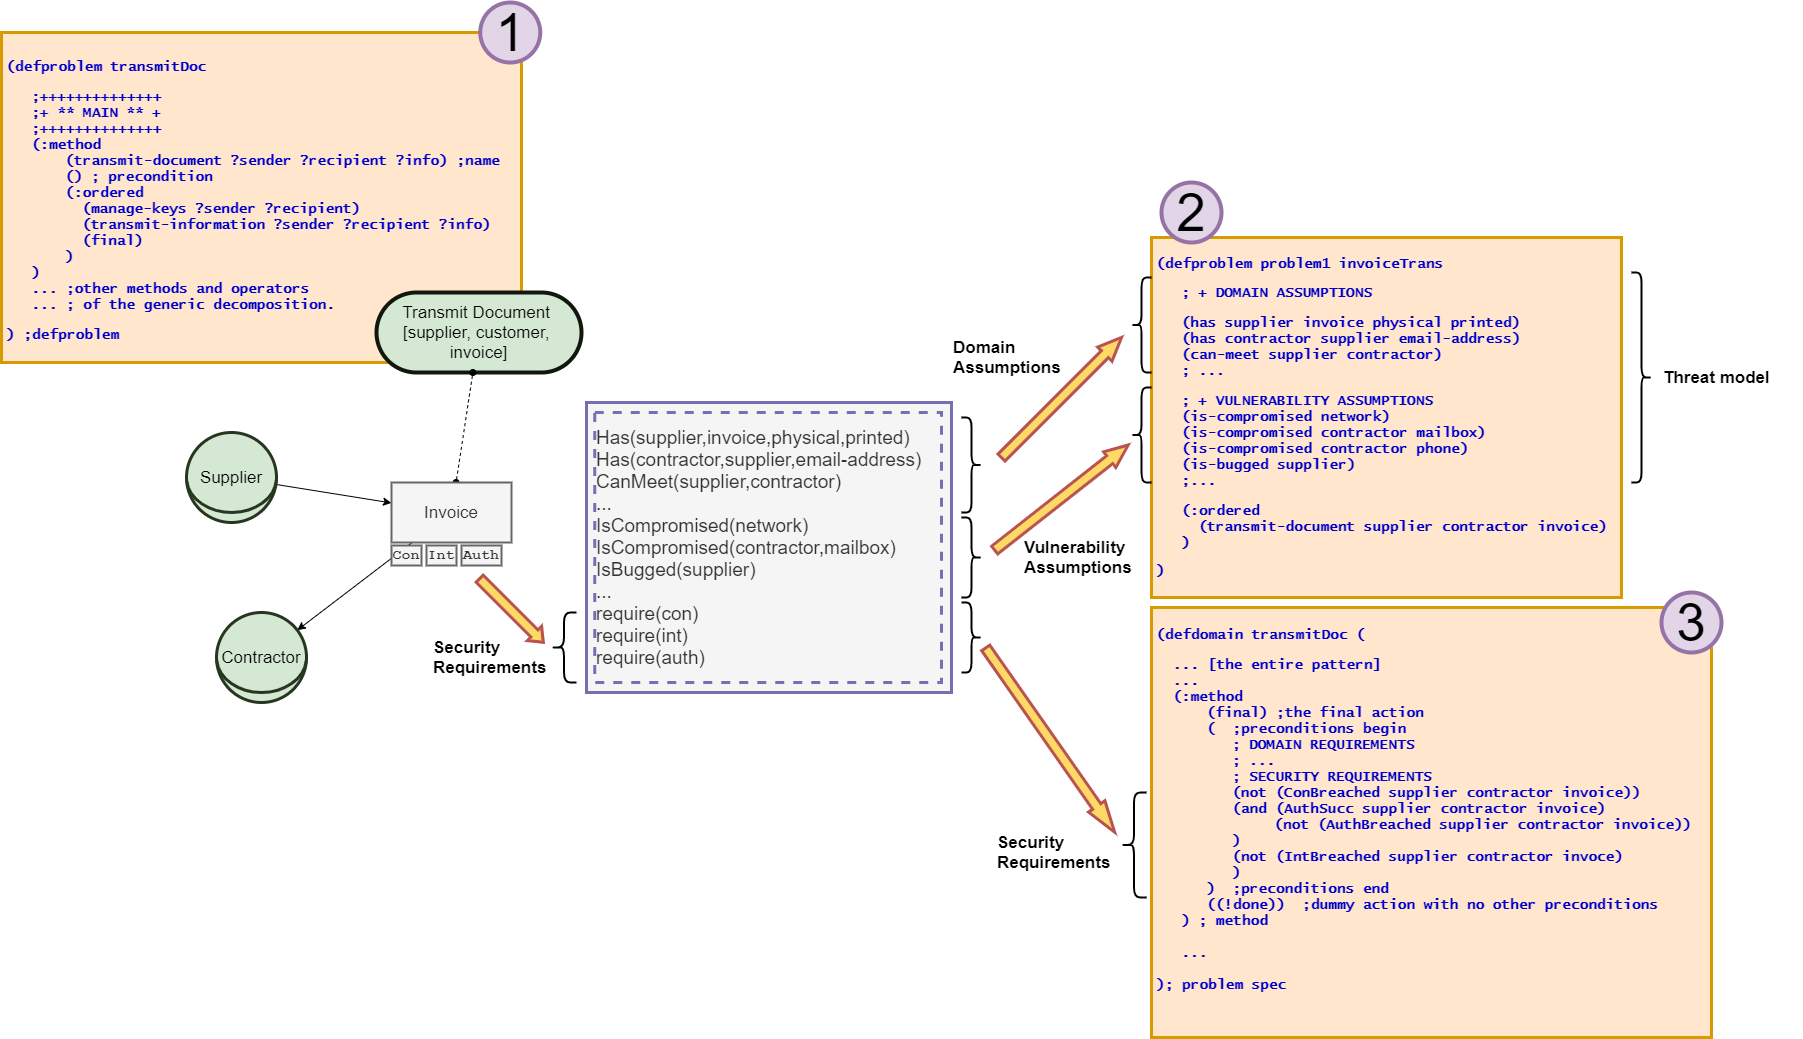 1
(defproblem transmitDoc
;++++++++++++++
;+ ** MAIN ** +
;++++++++++++++
(:method
(transmit-document ?sender ?recipient ?info) ;name
() ; precondition
(:ordered
(manage-keys ?sender ?recipient)
(transmit-information ?sender ?recipient ?info)
(final)
)
)
... ;other methods and operators
... ; of the generic decomposition.
) ;defproblem
Transmit Document
[supplier, customer,
invoice]
Supplier
Invoice
Con Int Auth
Contractor
Security
Requirements
Has(supplier,invoice,physical,printed)
Has(contractor,supplier,email-address)
CanMeet(supplier,contractor)
...
IsCompromised(network)
IsCompromised(contractor,mailbox)
IsBugged(supplier)
...
require(con)
require(int)
require(auth)
Domain
Assumptions
Vulnerability
Assumptions
Security
Requirements
2
(defproblem problem1 invoiceTrans
; + DOMAIN ASSUMPTIONS
(has supplier invoice physical printed)
(has contractor supplier email-address)
(can-meet supplier contractor)
; ...
; + VULNERABILITY ASSUMPTIONS
(is-compromised network)
(is-compromised contractor mailbox)
(is-compromised contractor phone)
(is-bugged supplier)
;...
(:ordered
(transmit-document supplier contractor invoice)
)
)
Threat model
3
(defdomain transmitDoc (
... [the entire pattern]
...
(:method
(final) ;the final action
( ;preconditions begin
; DOMAIN REQUIREMENTS
; ...
; SECURITY REQUIREMENTS
(not (ConBreached supplier contractor invoice))
(and (AuthSucc supplier contractor invoice)
(not (AuthBreached supplier contractor invoice))
)
(not (IntBreached supplier contractor invoce)
)
) ;preconditions end
((!done)) ;dummy action with no other preconditions
) ; method
...
); problem spec